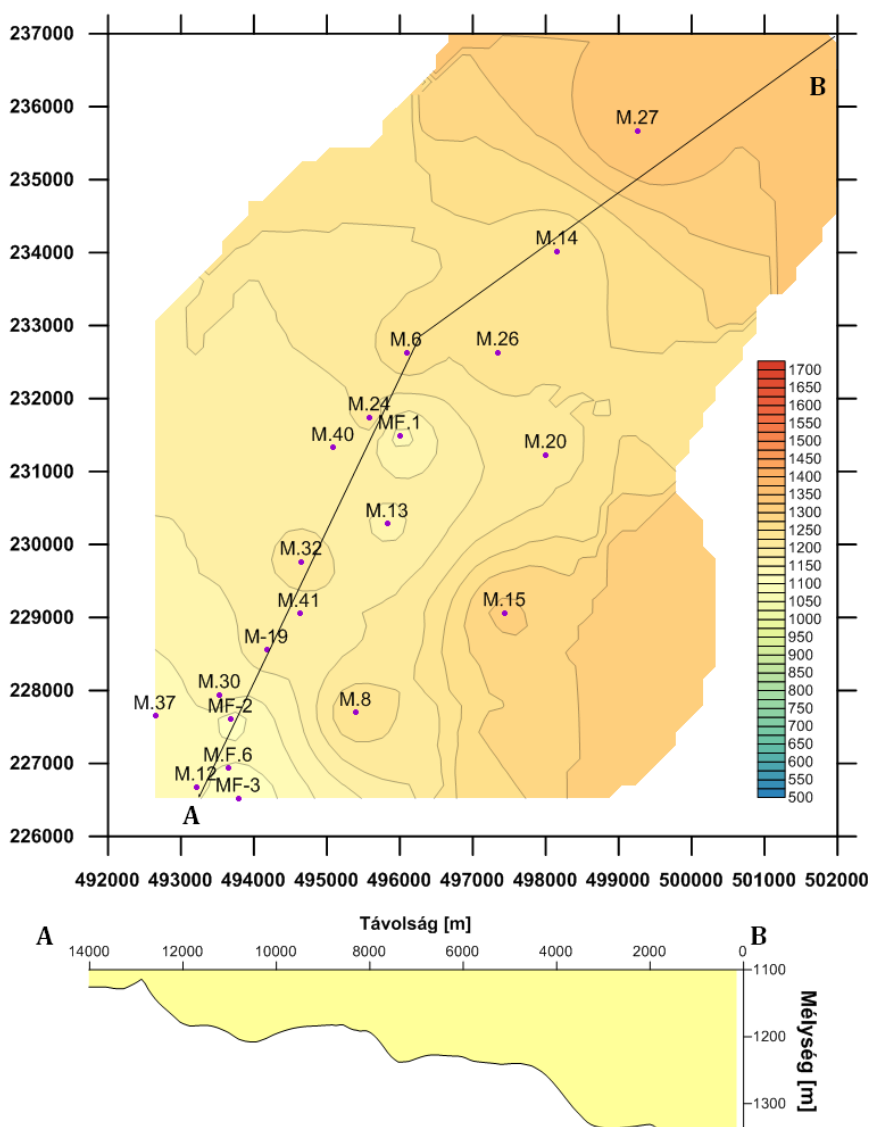 237000
236000
235000
234000
233000
232000
231000
230000
229000
228000
227000
226000
B
M.27
M.14
M.6
M.26
M.24
MF.1
M.40
M.20
M.13
M.32
M.41
M.15
M-19
M.30
M.37
MF-2
M.8
M.F.6
M.12
MF-3
A
1700
1650
1600
1550
1500
1450
1400
1350
1300
1250
1200
1150
1100
1050
1000
950
900
850
800
750
700
650
600
550
500
492000 493000 494000 495000 496000 497000 498000 499000 500000 501000 502000
Távolság [m]
A B
14000 12000 10000 8000 6000 4000 2000 0
1100
1200
1300
Mélység [m]